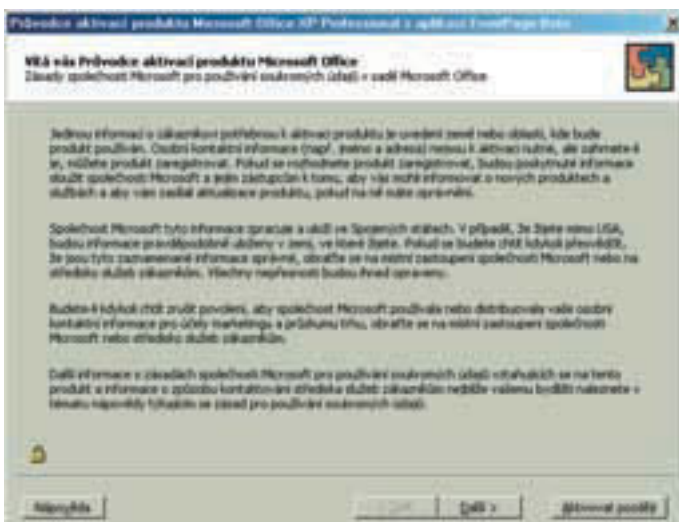 Průvodce aktivací produktu Microsoft Office XP Professional s aplikací FrontPage
Vítá vás Průvodce aktivací produktu Microsoft Office
Zásady společnosti Microsoft pro používání soukromých údajů v sadě Microsoft Office
Jedinou informací o zákazníkovi potřebnou k aktivaci produktu je uvedení země nebo oblasti, kde bude
produkt používán. Osobní kontaktní informace (např. jméno a adresa) nejsou k aktivaci nutné, ale zahrnete-li
je, můžete produkt zaregistrovat. Pokud se rozhodnete produkt zaregistrovat, budou poskytnuté informace
sloužit společnosti Microsoft a jejím zástupcům k tomu, aby vás mohli informovat o nových produktech a
službách a aby vám zasílali aktualizace produktu, pokud na ně máte oprávnění.
Společnost Microsoft tyto informace zpracuje a uloží ve Spojených státech. V případě, že žijete mimo USA,
budou informace pravděpodobně uloženy v zemi, ve které žijete. Pokud se budete chtít kdykoli přesvědčit,
že jsou tyto zaznamenané informace správné, obraťte se na místní zastoupení společnosti Microsoft nebo na
středisko služeb zákazníkům. Všechny nepřesnosti budou ihned opraveny.
Budete-li kdykoli chtít zrušit povolení, aby společnost Microsoft používala nebo distribuovala vaše osobní
kontaktní informace pro účely marketingu a průzkumu trhu, obraťte se na místní zastoupení společnosti
Microsoft nebo středisko služeb zákazníkům.
Další informace o zásadách společnosti Microsoft pro používání soukromých údajů vztahujících se na tento
produkt a informace o způsobu kontaktování střediska služeb zákazníkům nejblíže vašemu bydlišti naleznete v
tématu nápovědy týkajícím se zásad pro používání soukromých údajů.
Nápověda
Další >
Aktivovat později